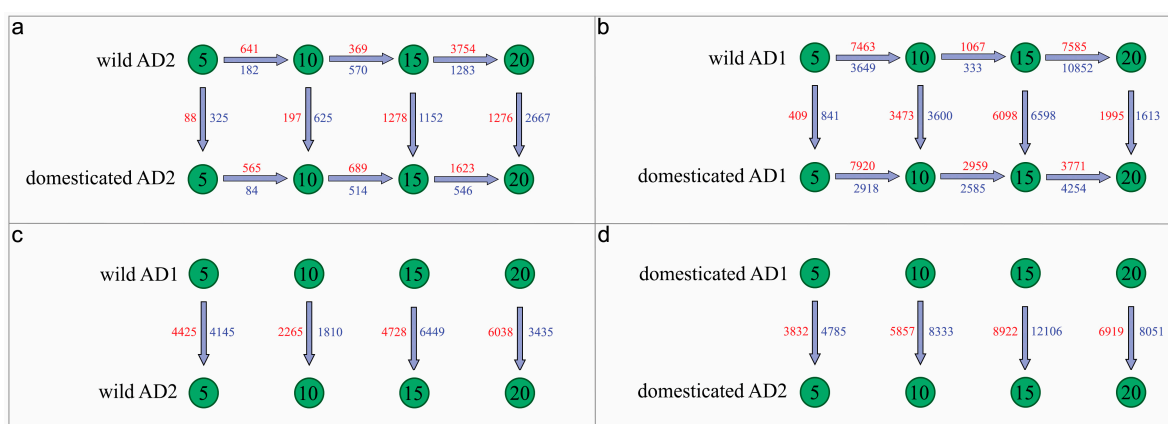 a
641 369 3754
wild AD2 5 10 15 20
182 570 1283
88 325 197 625 1278 1152 1276 2667
565 689 1623
domesticated AD2 5 10 15 20
84 514 546
b
7463 1067 7585
wild AD1 5 10 15 20
3649 333 10852
409 841 3473 3600 6098 6598 1995 1613
7920 2959 3771
domesticated AD1 5 10 15 20
2918 2585 4254
c
wild AD1 5 10 15 20
4425 4145 2265 1810 4728 6449 6038 3435
wild AD2 5 10 15 20
d
domesticated AD1 5 10 15 20
3832 4785 5857 8333 8922 12106 6919 8051
domesticated AD2 5 10 15 20